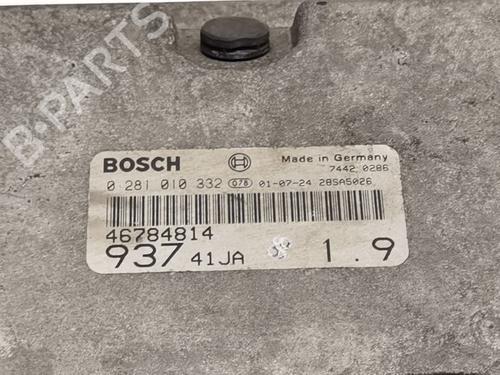 B-PARTS
BOSCH Made in Germany
7442 0286
0 281 010 332 078 01-07-24 28SA5026
46784814
937 41JA 1.9